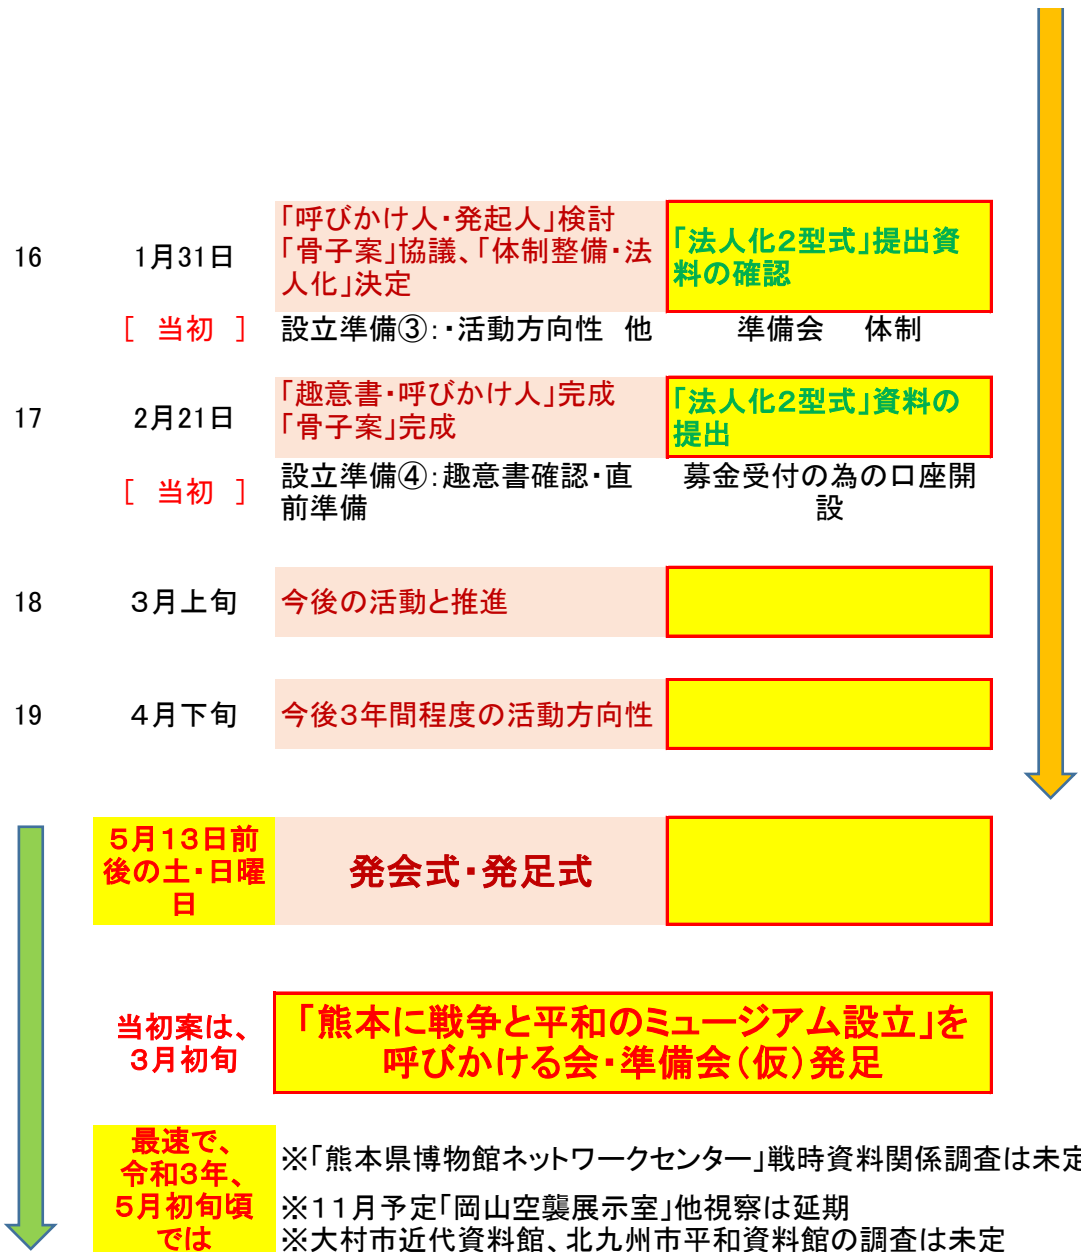 「呼びかけ人・発起人」検討
16 1月31日 「骨子案」協議、「体制整備・法
人化」決定
「法人化2型式」提出資
料の確認
[ 当初 ] 設立準備③:・活動方向性 他 準備会 体制
17 2月21日
「趣意書・呼びかけ人」完成
「骨子案」完成
「法人化2型式」資料の
提出
[ 当初 ]
設立準備④:趣意書確認・直
前準備
募金受付の為の口座開
設
18 3月上旬 今後の活動と推進
19 4月下旬 今後3年間程度の活動方向性
5月13日前
後の土・日曜
日
発会式・発足式
当初案は、
3月初旬
「熊本に戦争と平和のミュージアム設立」を
呼びかける会・準備会(仮)発足
最速で、
令和3年、
5月初旬頃
では
※「熊本県博物館ネットワークセンター」戦時資料関係調査は未定
※11月予定「岡山空襲展示室」他視察は延期
※大村市近代資料館、北九州市平和資料館の調査は未定